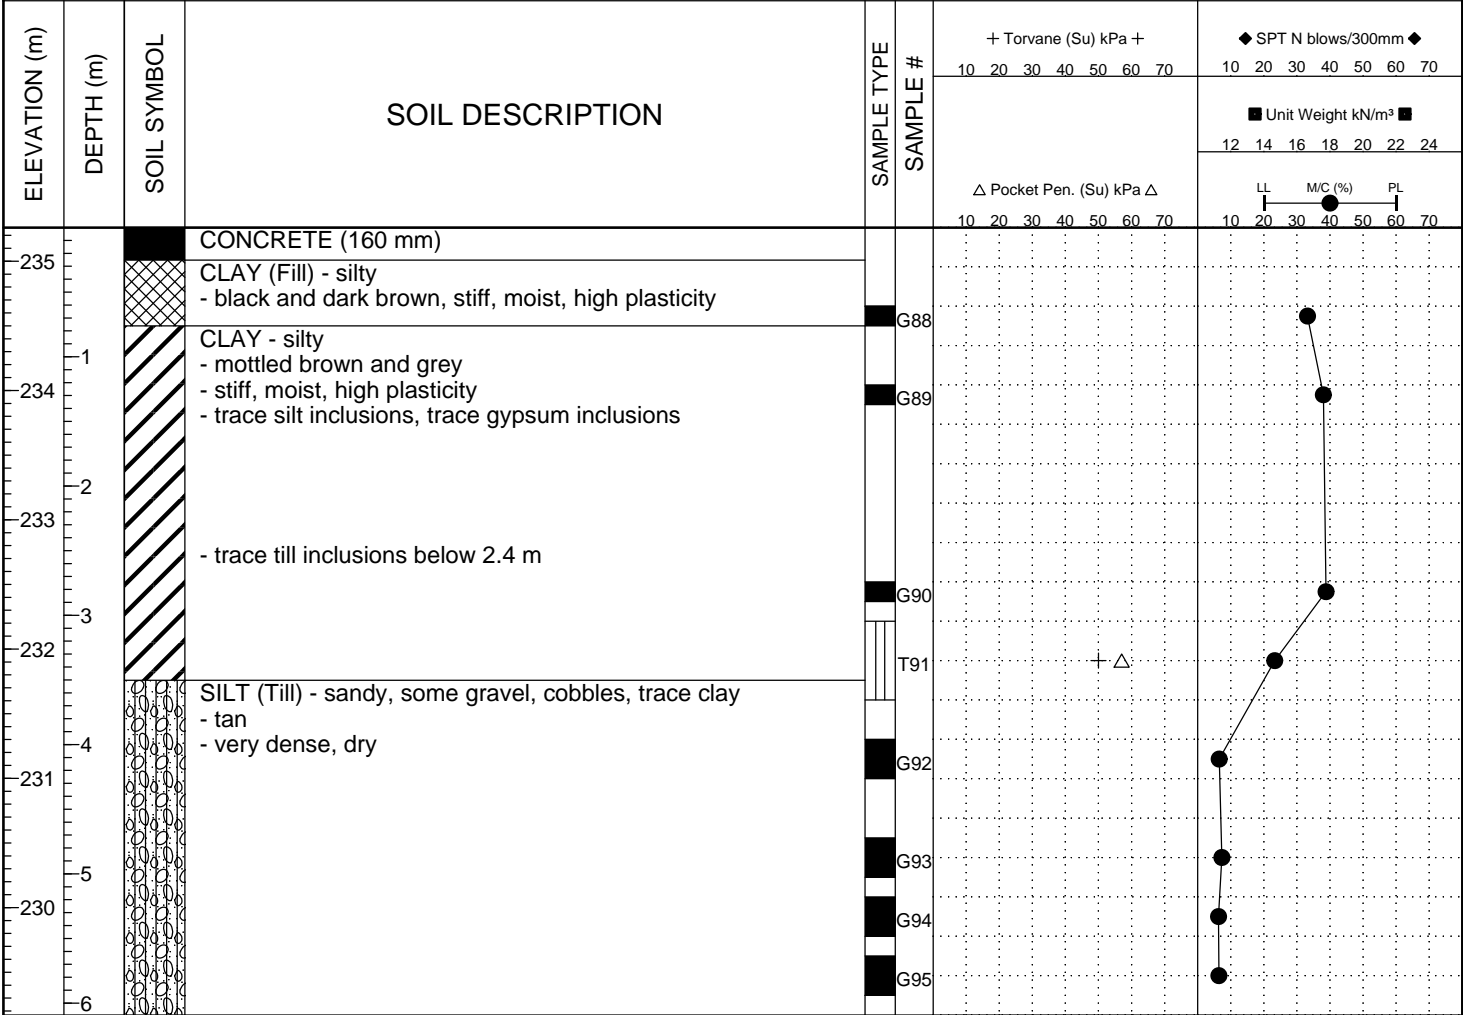 ELEVATION (m)
DEPTH (m)
SOIL SYMBOL
SOIL DESCRIPTION
SAMPLE TYPE
SAMPLE #
+ Torvane (Su) kPa +
10 20 30 40 50 60 70
△ Pocket Pen. (Su) kPa △
10 20 30 40 50 60 70
◆ SPT N blows/300mm ◆
10 20 30 40 60 70
■ Unit Weight kN/m³ ■
12 14 16 18 20 22 24
LL M/C (%) PL
10 20 30 40 50 60 70
CONCRETE (160 mm)
235
CLAY (Fill) - silty
- black and dark brown, stiff, moist, high plasticity
G88
CLAY - silty
1
- mottled brown and grey
234
- stiff, moist, high plasticity
G89
- trace silt inclusions, trace gypsum inclusions
2
233
- trace till inclusions below 2.4 m
G90
3
232
T91
SILT (Till) - sandy, some gravel, cobbles, trace clay
- tan
- very dense, dry
4
G92
231
G93
5
230
G94
G95
6